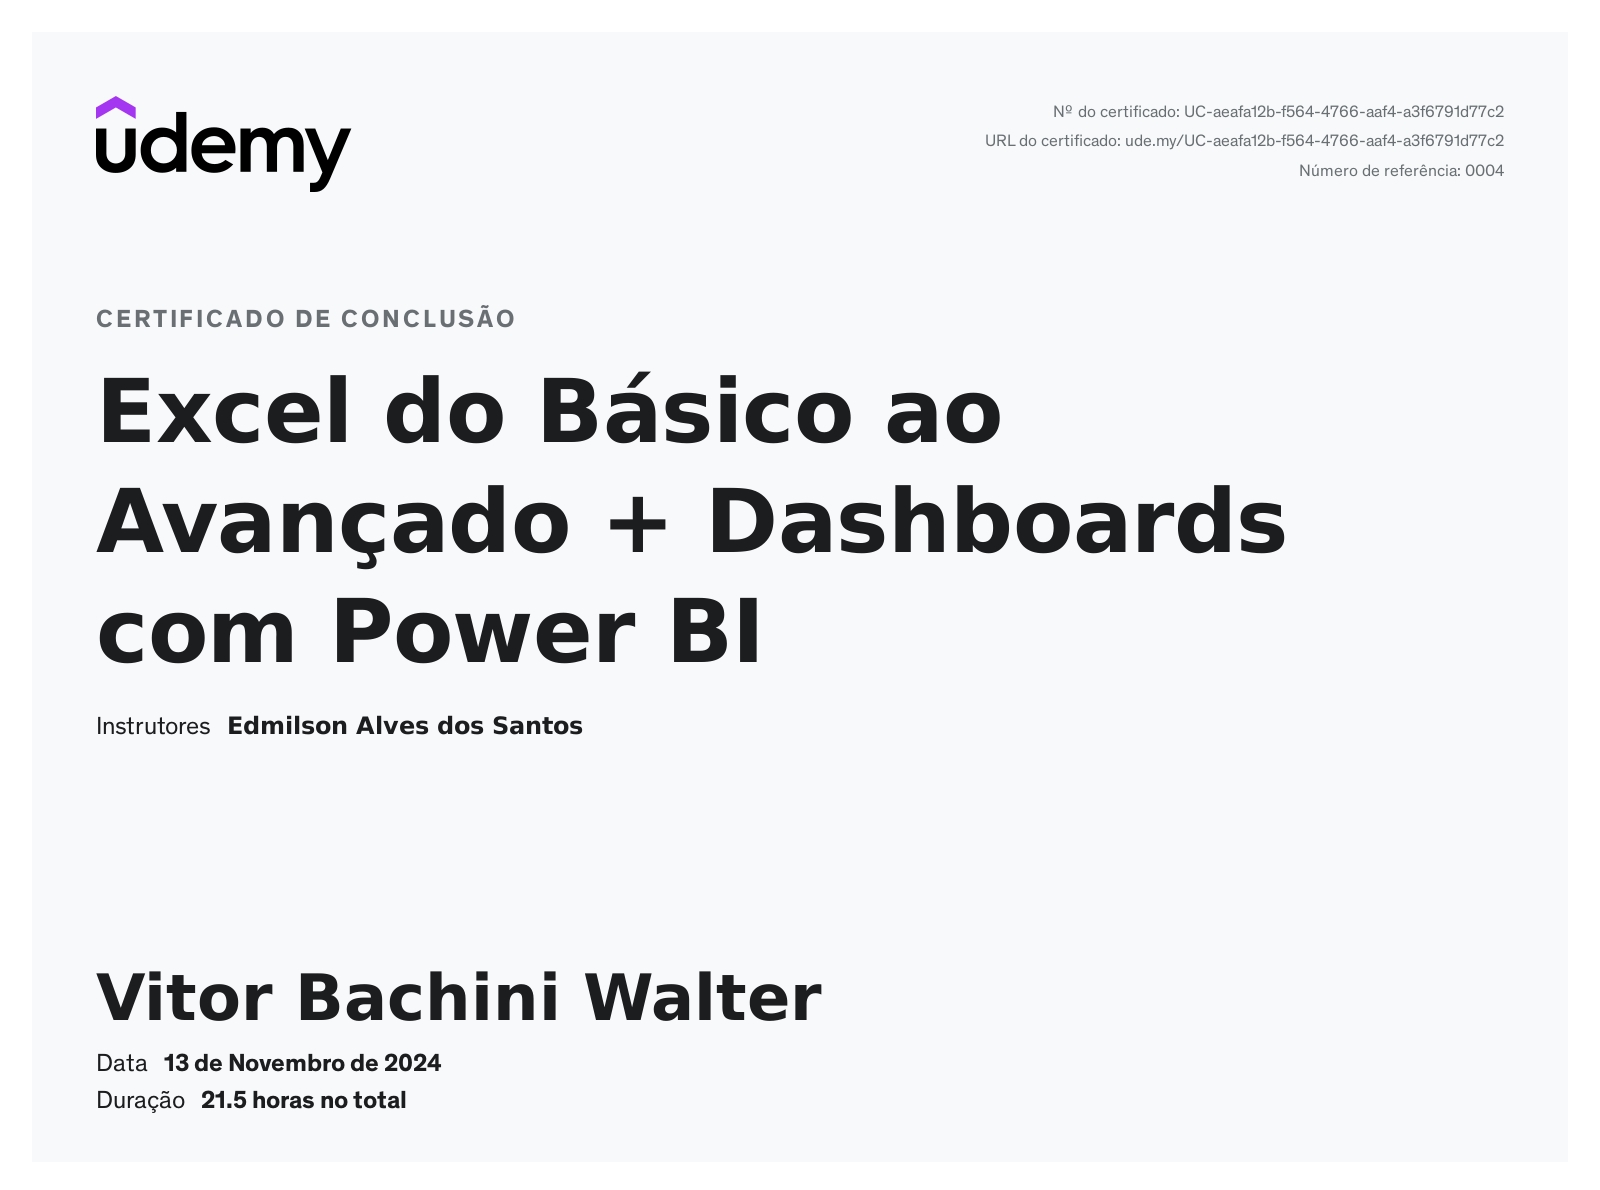 udemy
Nº do certificado: UC-aeafa12b-f564-4766-aaf4-a3f6791d77c2
URL do certificado: ude.my/UC-aeafa12b-f564-4766-aaf4-a3f6791d77c2
Número de referência: 0004
CERTIFICADO DE CONCLUSÃO
Excel do Básico ao
Avançado + Dashboards
com Power BI
Instrutores Edmilson Alves dos Santos
Vitor Bachini Walter
Data 13 de Novembro de 2024
Duração 21.5 horas no total